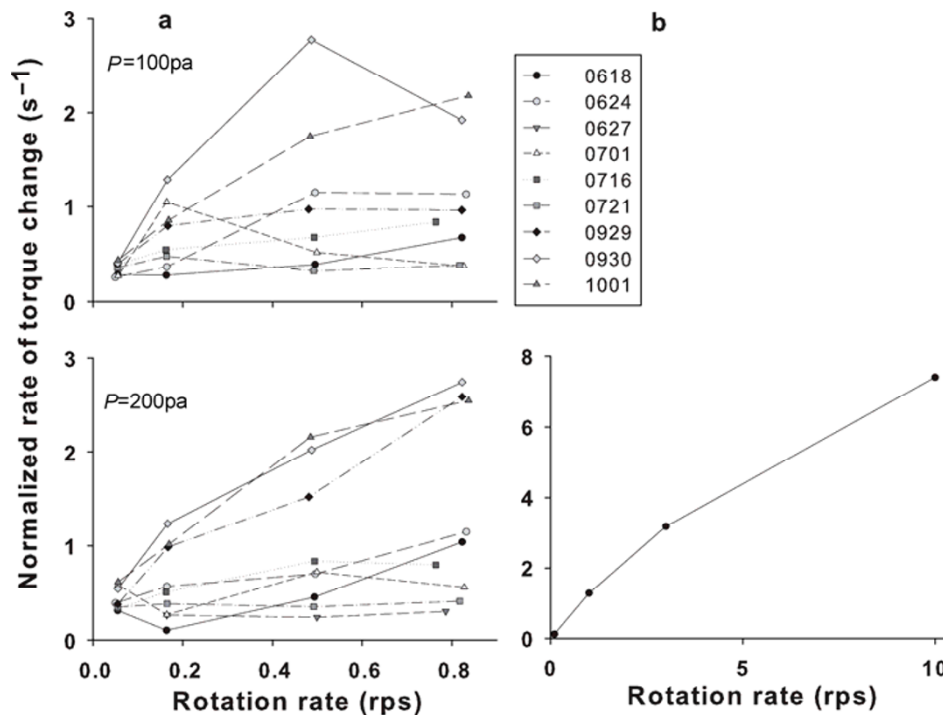 a
b
P=100pa
3
2
1
0
Normalized rate of torque change (s⁻¹)
0618
0624
0627
0701
0716
0721
0929
0930
1001
P=200pa
3
2
1
0
0.0 0.2 0.4 0.6 0.8
Rotation rate (rps)
8
6
4
2
0
0 5 10
Rotation rate (rps)